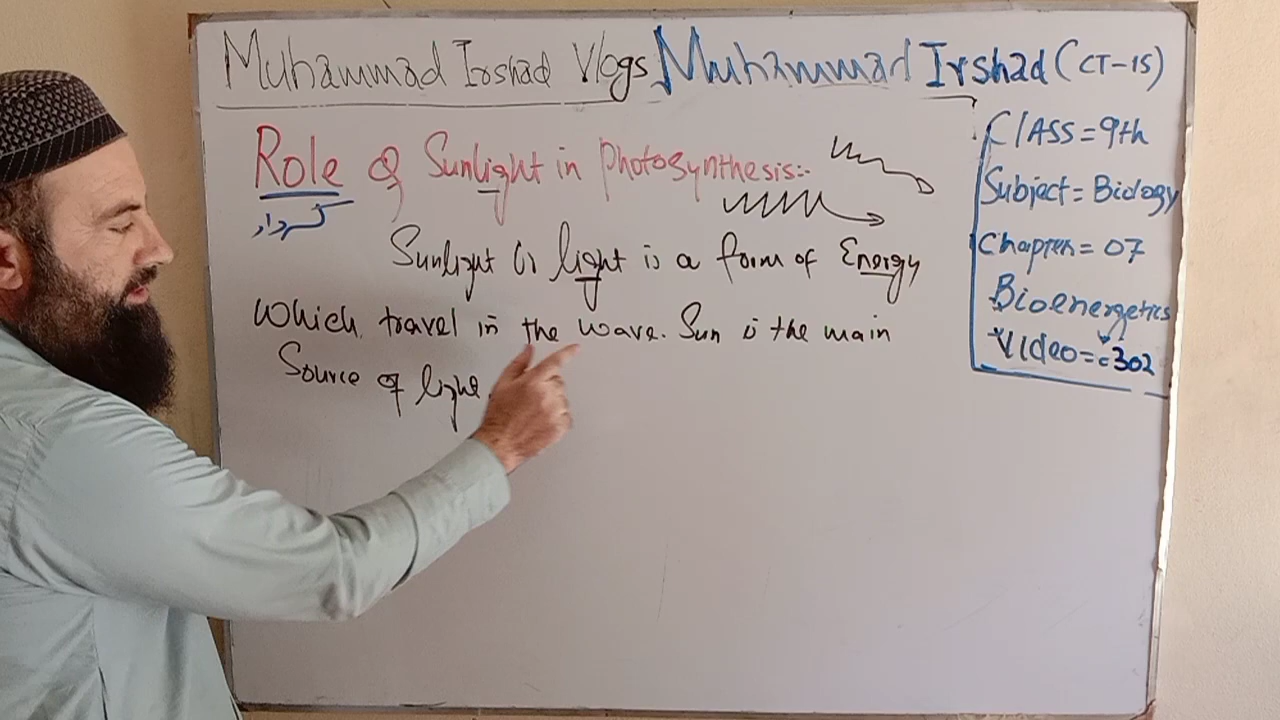 Muhammad Irshad Vlogs Muhammad Irshad (CT-15)
Role of Sunlight in Photosynthesis:-
کردار
Sunlight or light is a form of Energy
Which travel in the wave. Sun is the main
Source of light.
Class = 9th
Subject = Biology
Chapter = 07
Bioenergetics
Video = 302